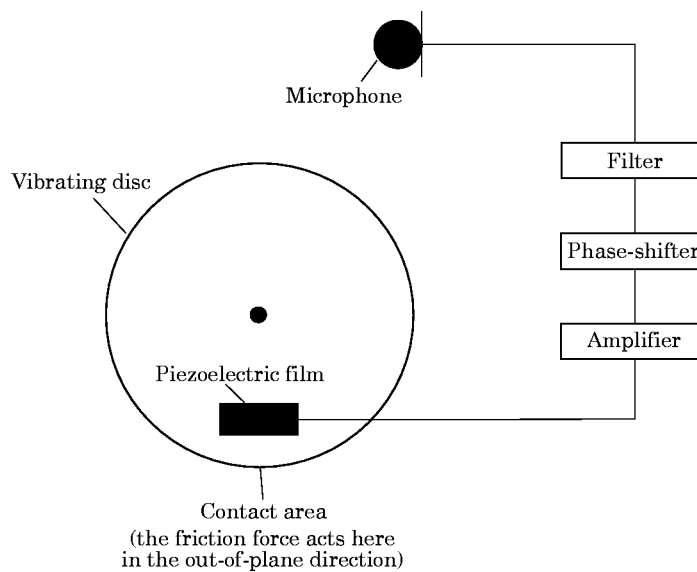 Microphone
Filter
Vibrating disc
Phase-shifter
Amplifier
Piezoelectric film
Contact area
(the friction force acts here
in the out-of-plane direction)